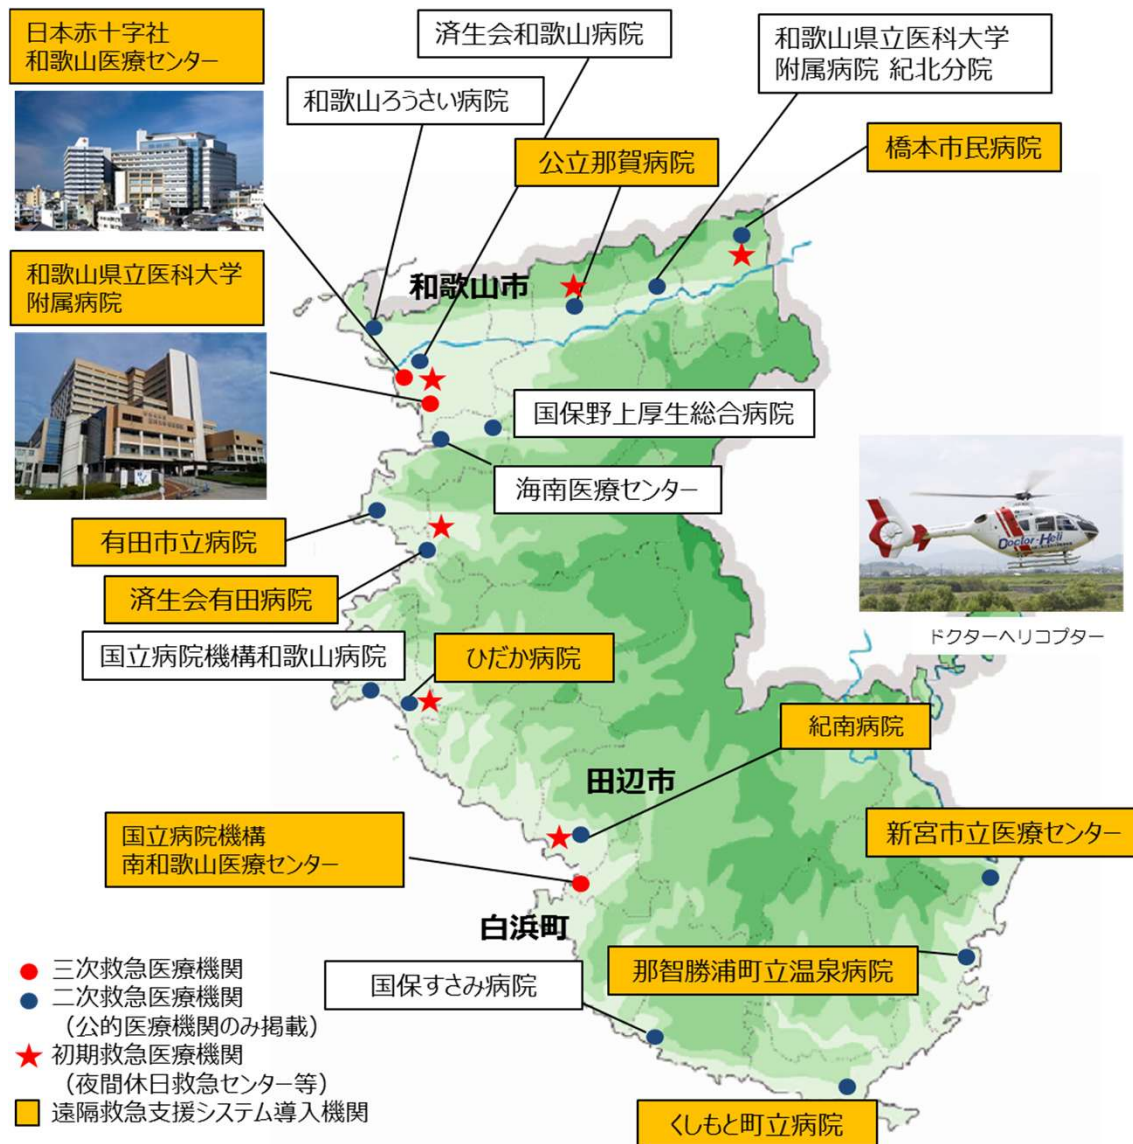 日本赤十字社
和歌山医療センター
済生会和歌山病院
和歌山県立医科大学
附属病院 紀北分院
和歌山ろうさい病院
公立那賀病院
橋本市民病院
和歌山県立医科大学
附属病院
和歌山市
国保野上厚生総合病院
海南医療センター
有田市立病院
済生会有田病院
Doctor-Heli
ドクターヘリコプター
国立病院機構和歌山病院
ひだか病院
紀南病院
田辺市
国立病院機構
南和歌山医療センター
新宮市立医療センター
白浜町
那智勝浦町立温泉病院
国保すさみ病院
くしもと町立病院
三次救急医療機関
二次救急医療機関
（公的医療機関のみ掲載）
初期救急医療機関
（夜間休日救急センター等）
遠隔救急支援システム導入機関